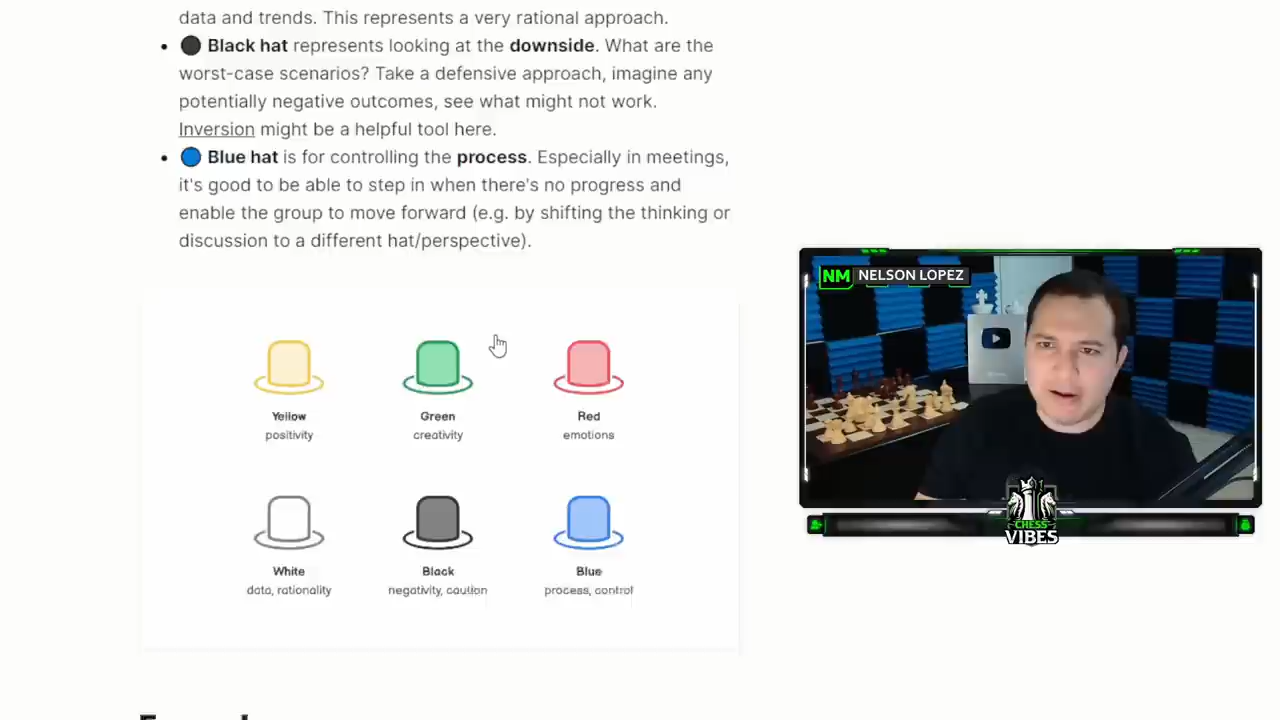 data and trends. This represents a very rational approach.
• Black hat represents looking at the downside. What are the
worst-case scenarios? Take a defensive approach, imagine any
potentially negative outcomes, see what might not work.
Inversion might be a helpful tool here.
• Blue hat is for controlling the process. Especially in meetings,
it's good to be able to step in when there's no progress and
enable the group to move forward (e.g. by shifting the thinking or
discussion to a different hat/perspective).
NM NELSON LOPEZ
Yellow
positivity
Green
creativity
Red
emotions
White
data, rationality
Black
negativity, caution
Blue
process, control
CHESS
VIBES